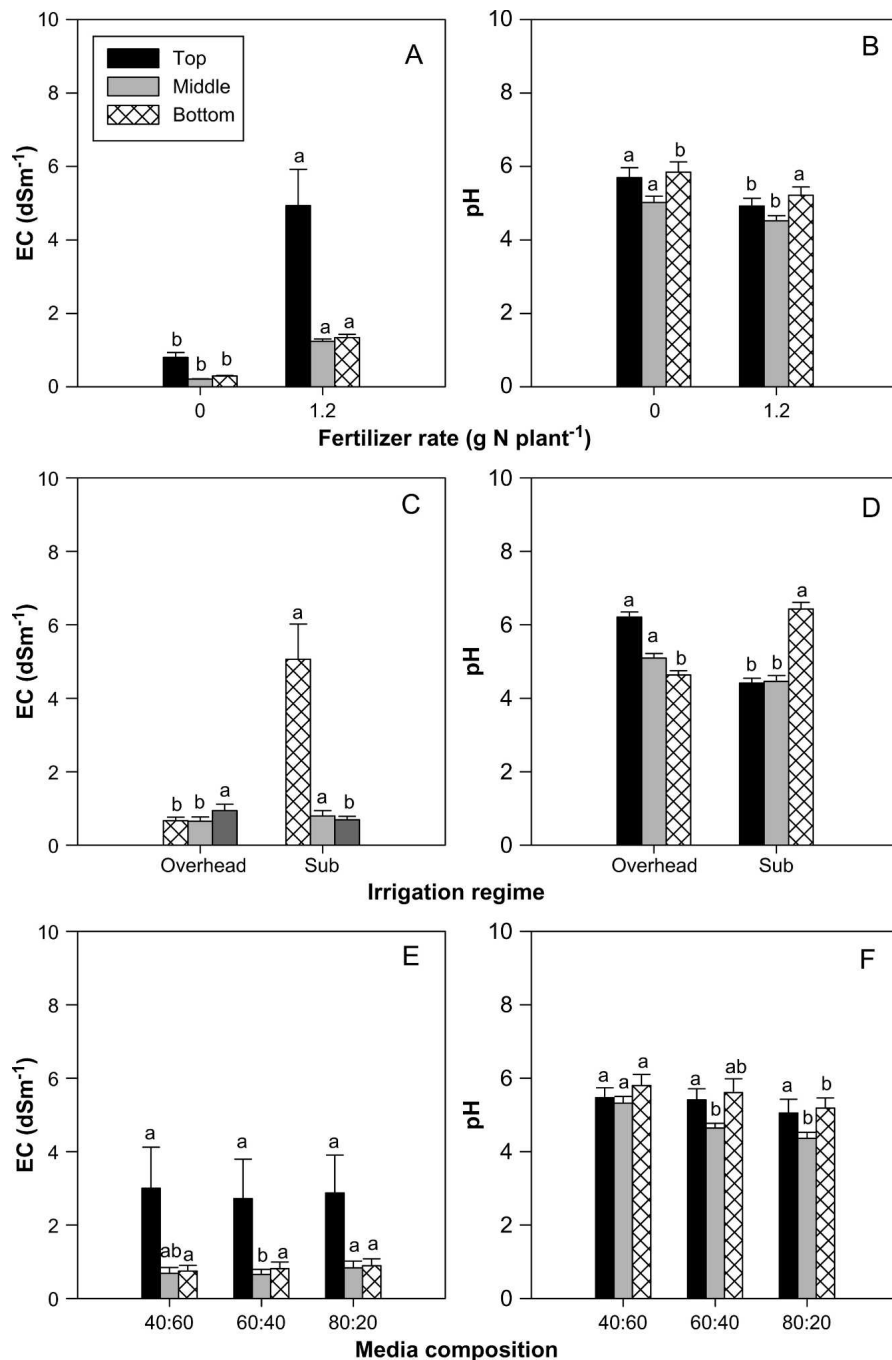 A
Top
Middle
Bottom
EC (dSm-1)
10
8
6
4
2
0
b b b
a a a
0 1.2
B
pH
10
8
6
4
2
0
a a b
b b a
0 1.2
Fertilizer rate (g N plant-1)
C
EC (dSm-1)
10
8
6
4
2
0
b b a
a a b
Overhead Sub
D
pH
10
8
6
4
2
0
a a b
b b a
Overhead Sub
Irrigation regime
E
EC (dSm-1)
10
8
6
4
2
0
a ab a
a b a
a a a
40:60 60:40 80:20
F
pH
10
8
6
4
2
0
a a a
a b ab
a b b
40:60 60:40 80:20
Media composition